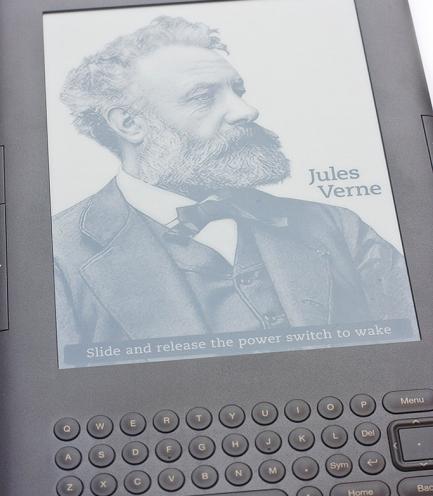 Jules
Verne
Slide and release the power switch to wake
Q W E R T Y U I O P Menu
A S D F G H J K L Del
Z X C V B N M . Sym
Home